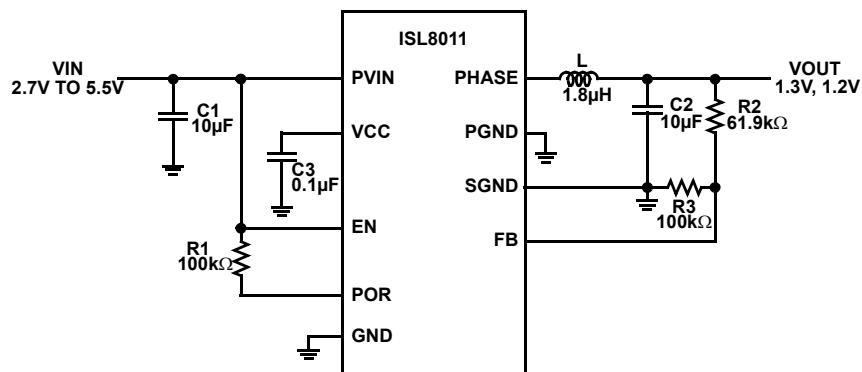 ISL8011
VIN
2.7V TO 5.5V
C1
10µF
PVIN
PHASE
L
1.8µH
VOUT
1.3V, 1.2V
C2
10µF
R2
61.9kΩ
VCC
PGND
C3
0.1µF
SGND
R3
100kΩ
EN
FB
R1
100kΩ
POR
GND